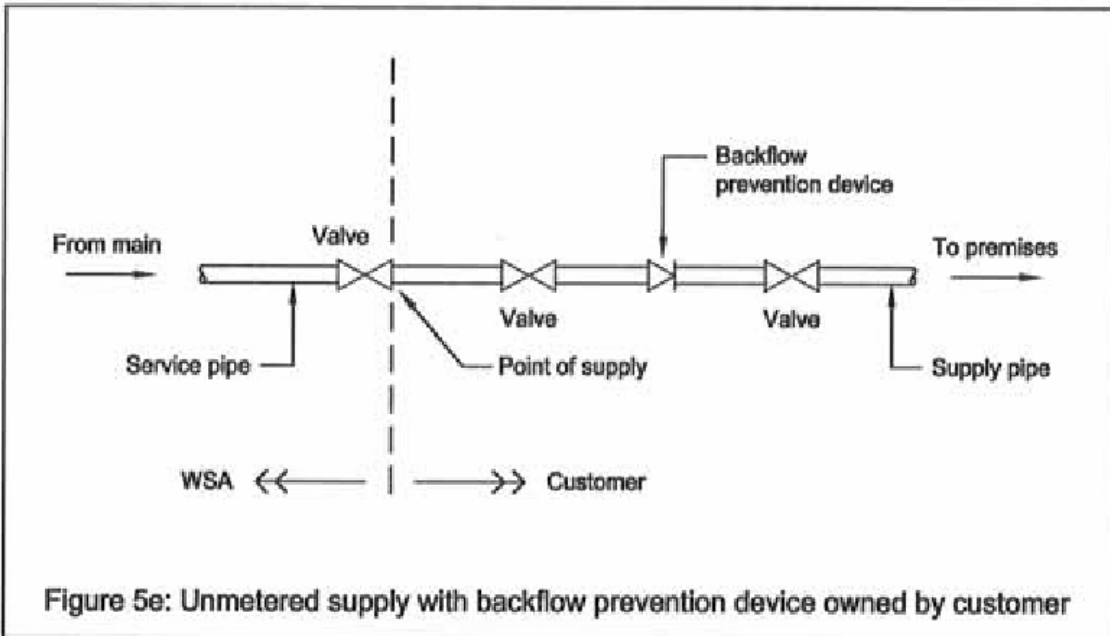 Backflow
prevention device
From main
Valve
To premises
Valve
Valve
Service pipe
Point of supply
Supply pipe
WSA
Customer
Figure 5e: Unmetered supply with backflow prevention device owned by customer